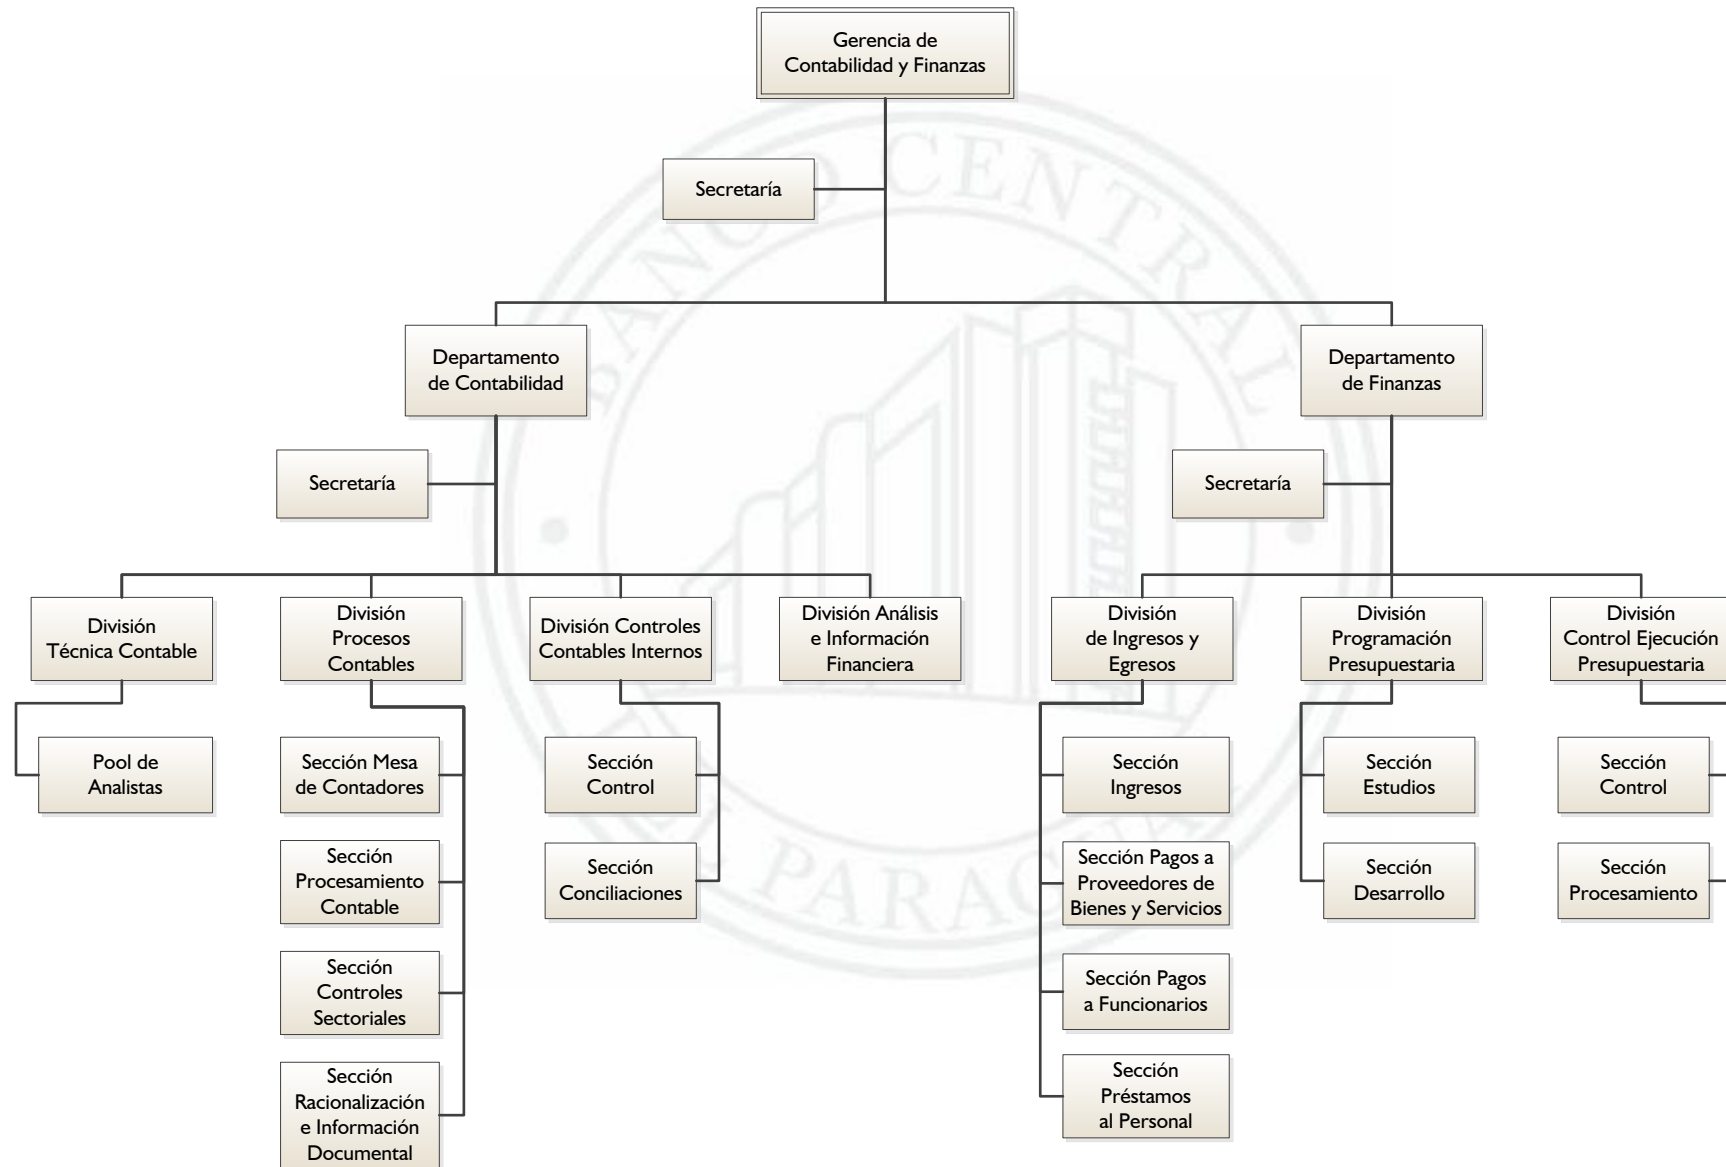 Gerencia de
Contabilidad y Finanzas
Secretaría
Departamento
de Contabilidad
Departamento
de Finanzas
Secretaría
Secretaría
División
Técnica Contable
División
Procesos
Contables
División Controles
Contables Internos
División Análisis
e Información
Financiera
División
de Ingresos y
Egresos
División
Programación
Presupuestaria
División
Control Ejecución
Presupuestaria
Pool de
Analistas
Sección Mesa
de Contadores
Sección
Procesamiento
Contable
Sección
Controles
Sectoriales
Sección
Racionalización
e Información
Documental
Sección
Control
Sección
Conciliaciones
Sección
Ingresos
Sección Pagos a
Proveedores de
Bienes y Servicios
Sección Pagos
a Funcionarios
Sección
Préstamos
al Personal
Sección
Estudios
Sección
Desarrollo
Sección
Control
Sección
Procesamiento
BANCO CENTRAL